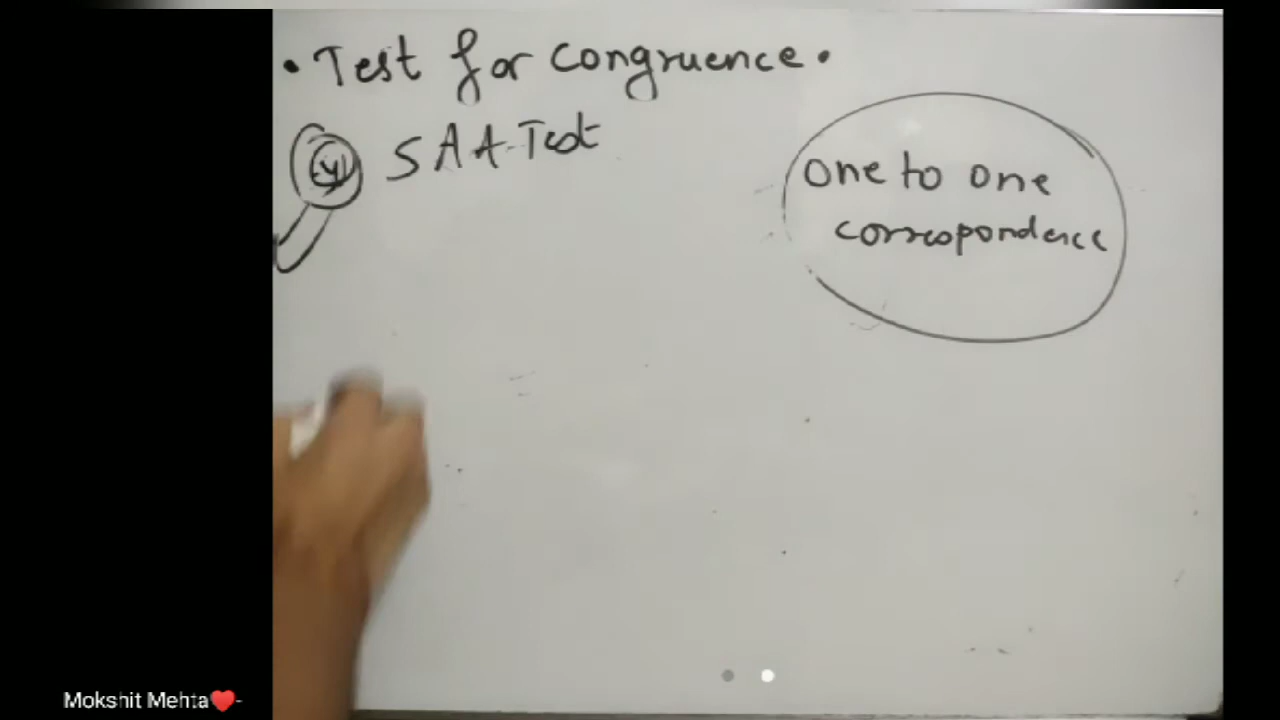 • Test for Congruence •
SAA Test
one to one
correspondence
Mokshit Mehta❤️-